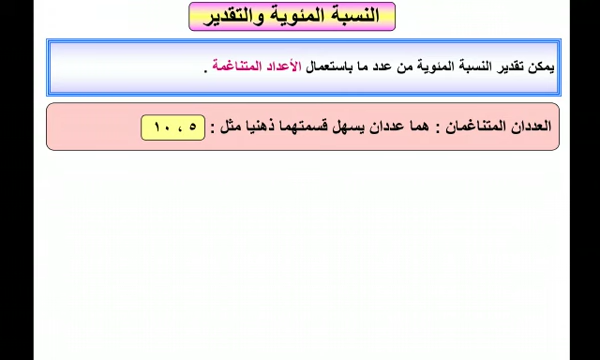 النسبة المئوية والتقدير
يمكن تقدير النسبة المئوية من عدد ما باستعمال الأعداد المتناغمة .
العددان المتناغمان : هما عددان يسهل قسمتهما ذهنيا مثل : ٥ ، ١٠